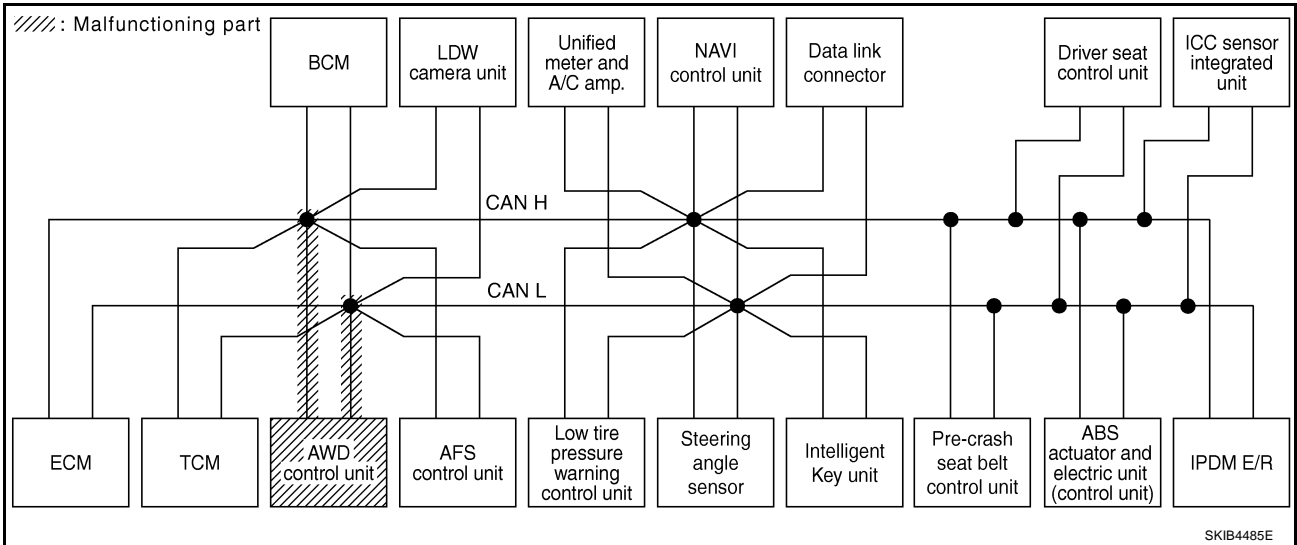 : Malfunctioning part
BCM
LDW
camera unit
Unified
meter and
A/C amp.
NAVI
control unit
Data link
connector
Driver seat
control unit
ICC sensor
integrated
unit
CAN H
CAN L
ECM
TCM
AWD
control unit
AFS
control unit
Low tire
pressure
warning
control unit
Steering
angle
sensor
Intelligent
Key unit
Pre-crash
seat belt
control unit
ABS
actuator and
electric unit
(control unit)
IPDM E/R
SKIB4485E